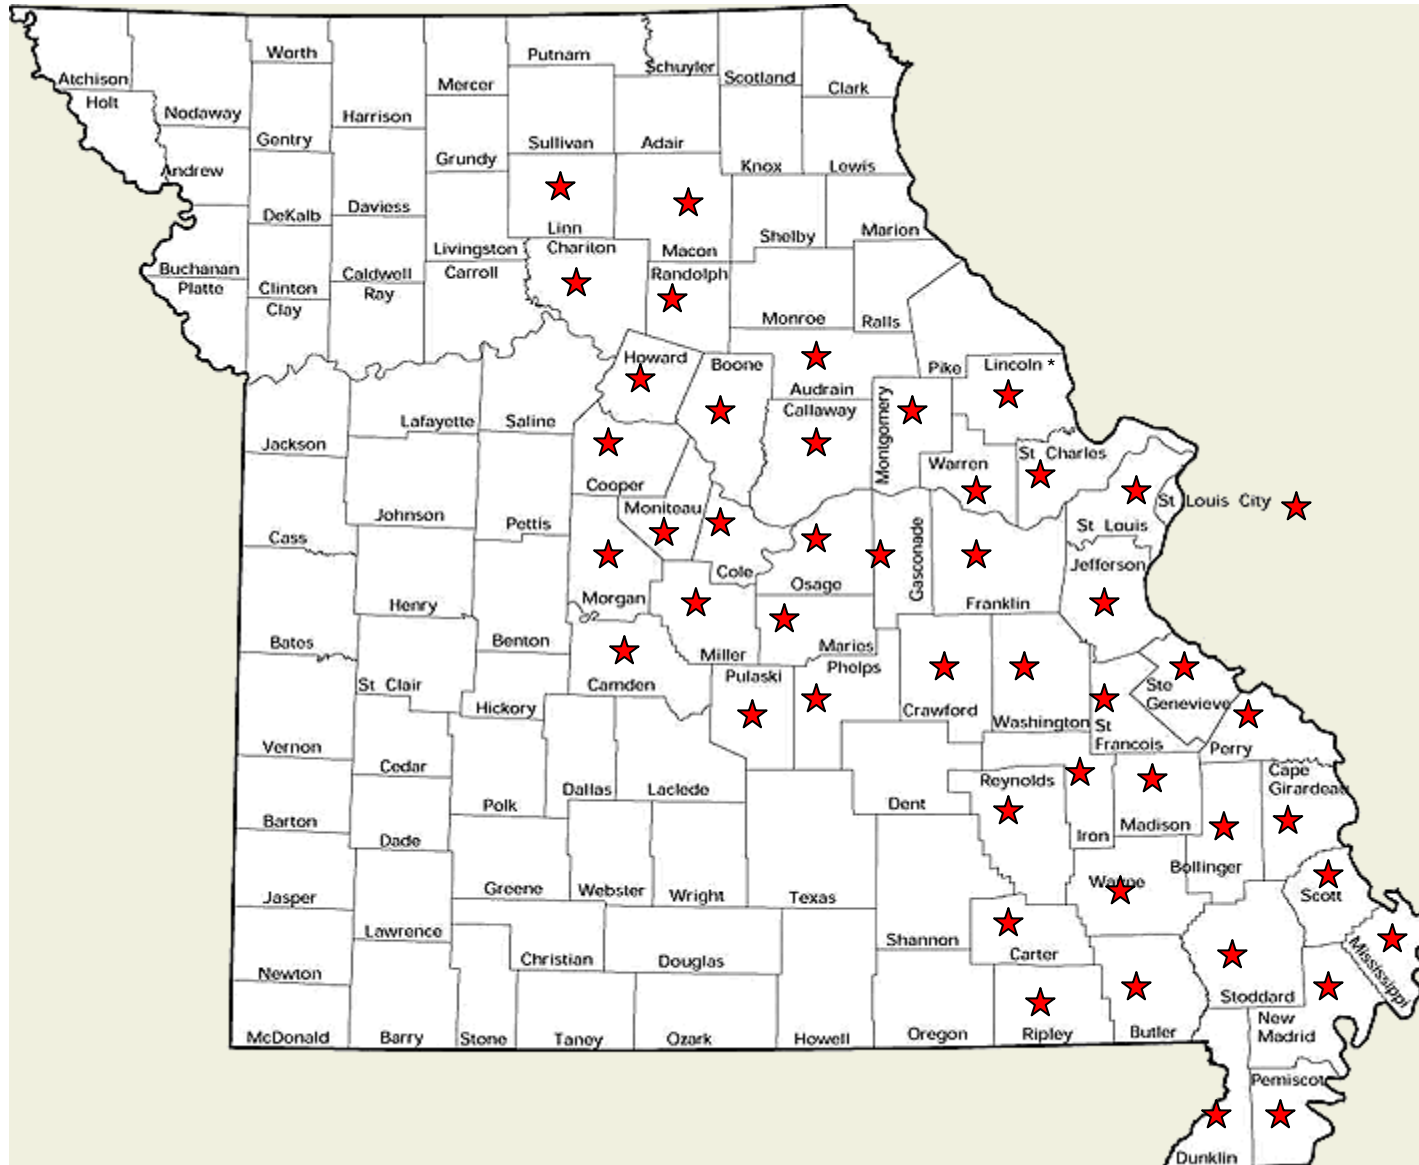 Worth
Putnam
Schuyler
Scotland
Atchison
Mercer
Clark
Holt
Nodaway
Harrison
Gentry
Sullivan
Adair
Grundy
Knox
Lewis
Andrew
DeKalb
Daviess
Linn
Shelby
Marion
Livingston
Chariton
Macon
Buchanan
Caldwell
Carroll
Randolph
Platte
Clinton
Ray
Clay
Monroe
Ralls
Howard
Boone
Pike
Lincoln *
Audrain
Callaway
Montgomery
Lafayette
Saline
Jackson
Warren
St Charles
Cooper
Moniteau
St Louis City
Johnson
Pettis
St Louis
Cass
Gasconade
Jefferson
Cole
Osage
Henry
Morgan
Franklin
Bates
Benton
Miller
Maries
Phelps
St Clair
Camden
Pulaski
Ste
Genevieve
Hickory
Crawford
Washington
St
Francois
Perry
Vernon
Cedar
Cape
Girardeau
Dallas
Laclede
Reynolds
Polk
Dent
Barton
Iron
Madison
Dade
Bollinger
Greene
Webster
Wright
Texas
Wayne
Jasper
Scott
Lawrence
Shannon
Carter
Christian
Douglas
Mississippi
Newton
Stoddard
McDonald
Barry
Stone
Taney
Ozark
Howell
Oregon
Ripley
Butler
New
Madrid
Pemiscot
Dunklin